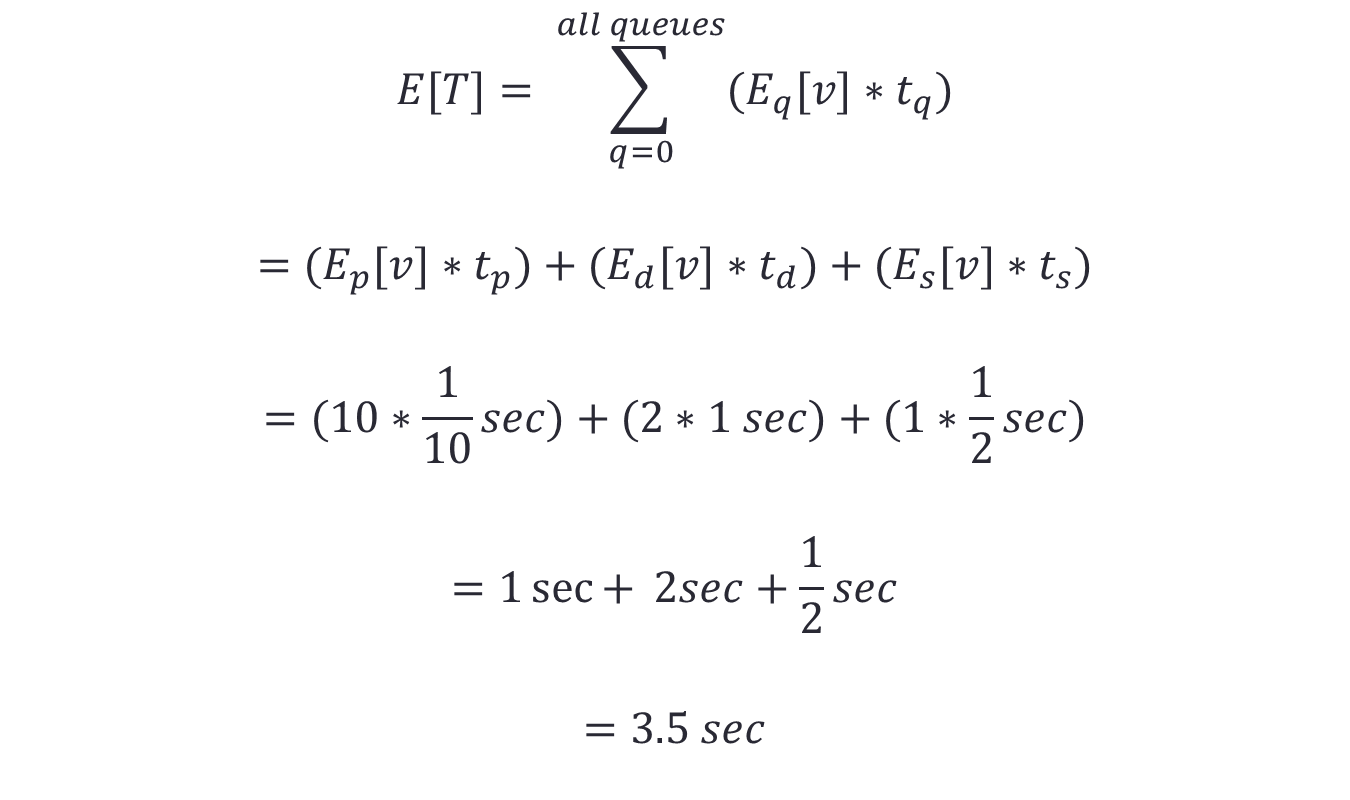 all queues
E[T] = ∑ (E_q[v] * t_q)
q=0
= (E_p[v] * t_p) + (E_d[v] * t_d) + (E_s[v] * t_s)
= (10 * 1/10 sec) + (2 * 1 sec) + (1 * 1/2 sec)
= 1 sec + 2sec + 1/2 sec
= 3.5 sec